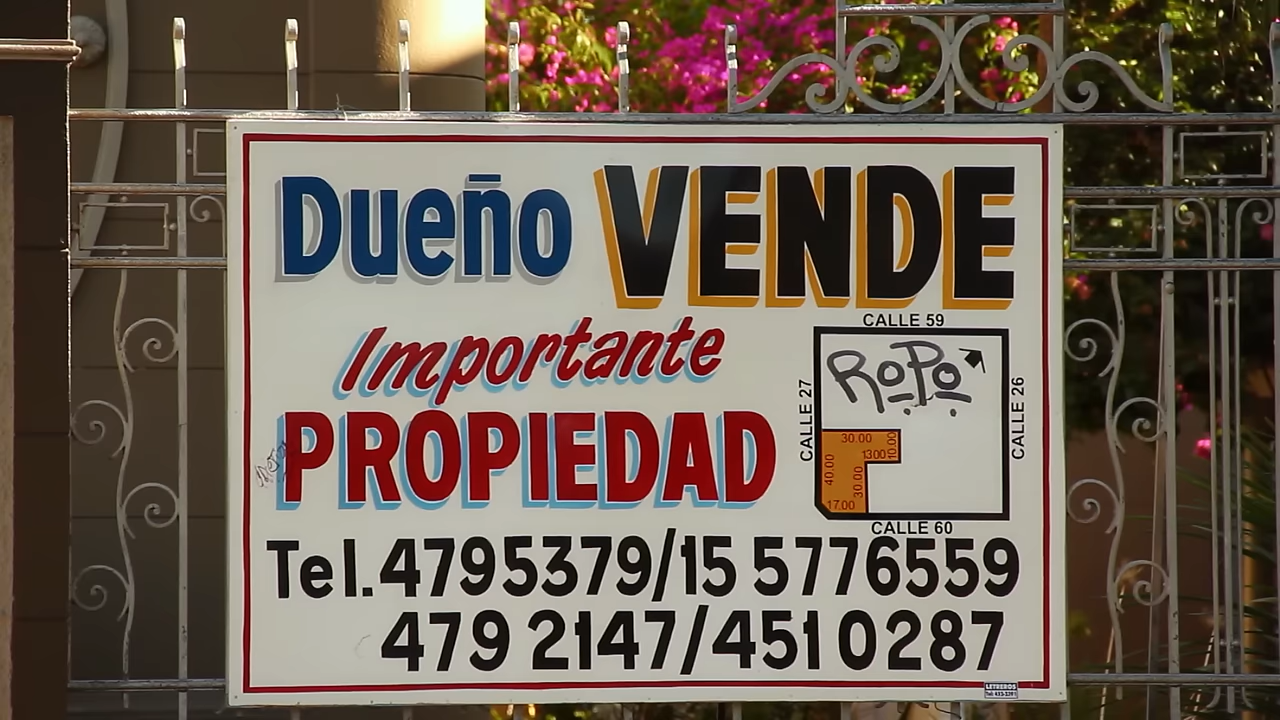 Dueño VENDE
Importante
PROPIEDAD
CALLE 59
CALLE 27
CALLE 26
RoPo
30.00
10.00
1300
40.00
30.00
17.00
CALLE 60
Tel. 4795379/15 5776559
479 2147/451 0287
LETREROS